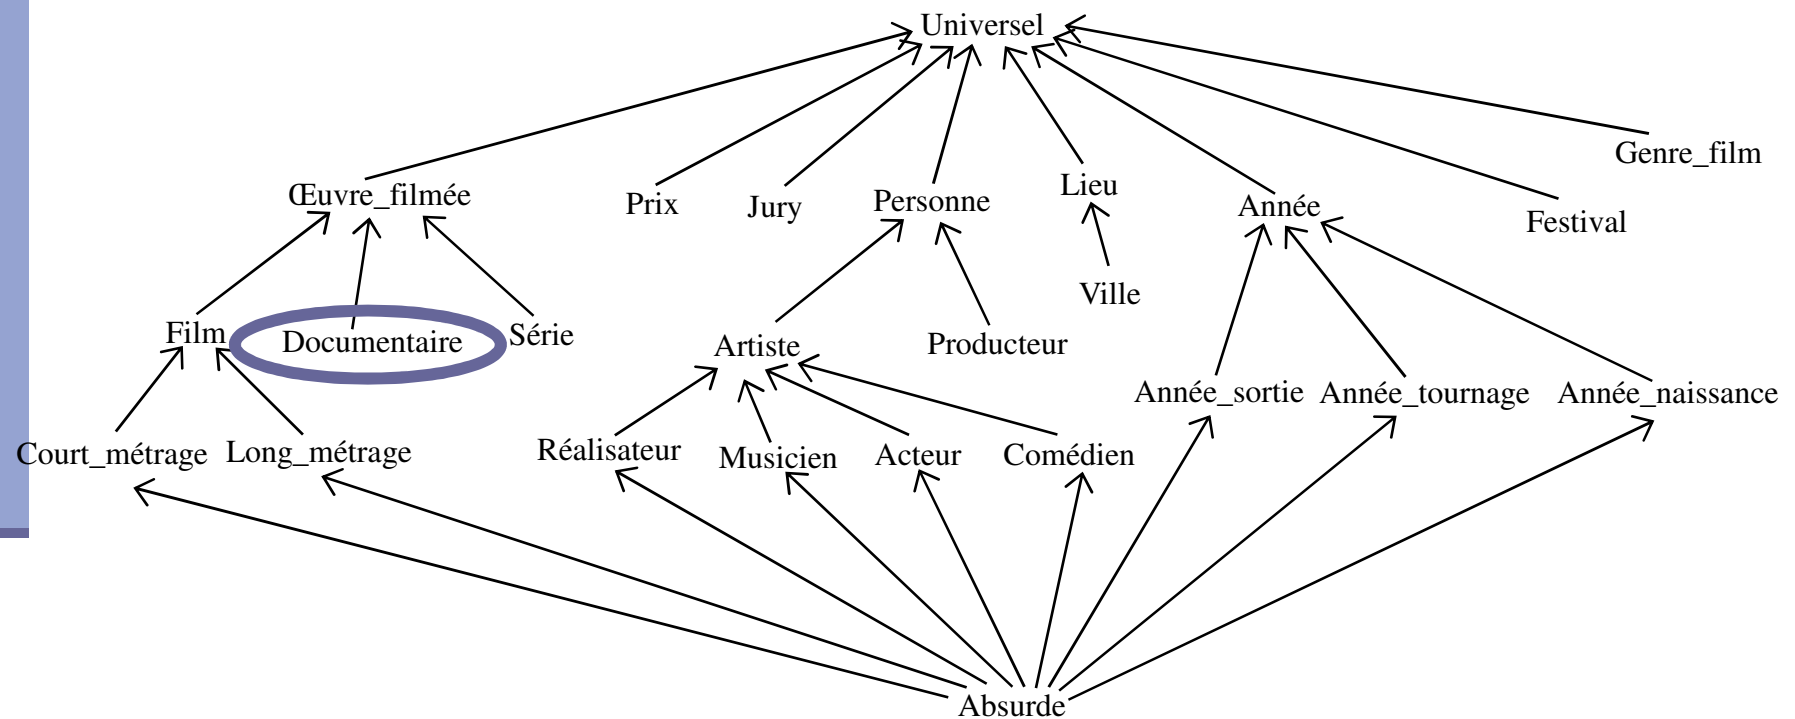 Universel
Genre_film
Œuvre_filmée
Prix
Jury
Personne
Lieu
Année
Festival
Ville
Film
Documentaire
Série
Artiste
Producteur
Année_sortie
Année_tournage
Année_naissance
Court_métrage
Long_métrage
Réalisateur
Musicien
Acteur
Comédien
Absurde